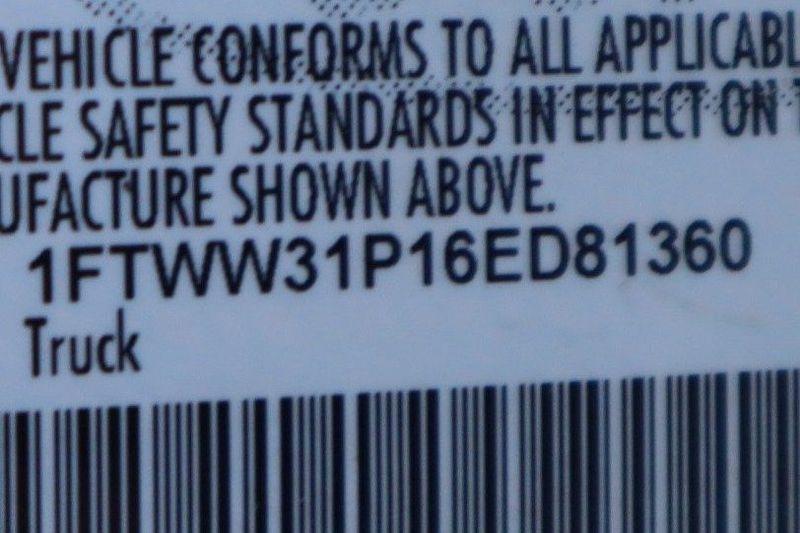 VEHICLE CONFORMS TO ALL APPLICABL
CLE SAFETY STANDARDS IN EFFECT ON T
UFACTURE SHOWN ABOVE.
1FTWW31P16ED81360
Truck